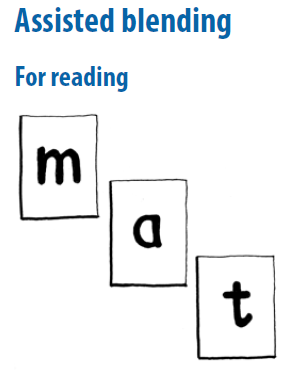 Assisted blending
For reading
m
a
t